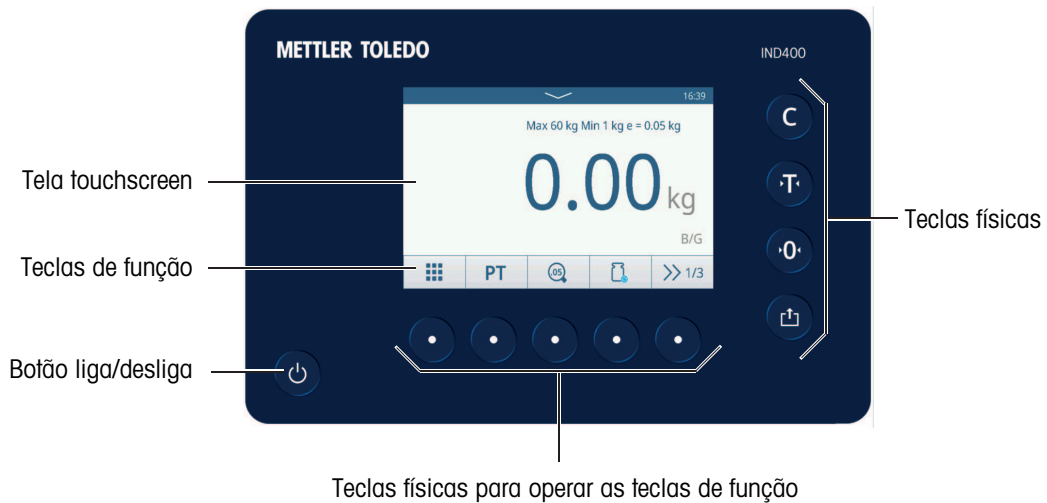 METTLER TOLEDO
IND400
16:39
Max 60 kg Min 1 kg e = 0.05 kg
0.00 kg
B/G
PT
.05
1/3
C
T
0
Tela touchscreen
Teclas de função
Botão liga/desliga
Teclas físicas
Teclas físicas para operar as teclas de função